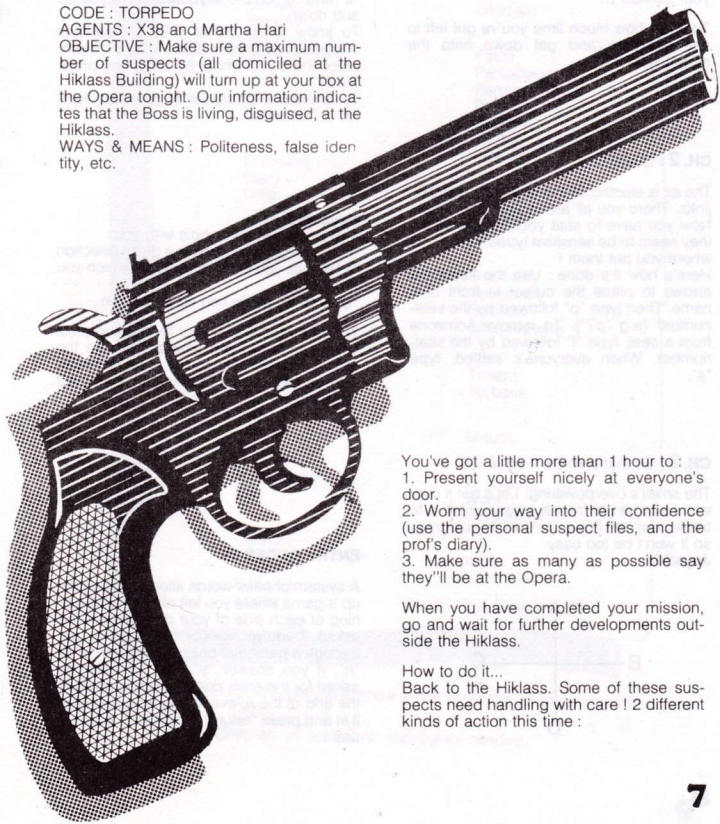 CODE : TORPEDO
AGENTS : X38 and Martha Hari
OBJECTIVE : Make sure a maximum num-
ber of suspects (all domiciled at the
Hiklass Building) will turn up at your box at
the Opera tonight. Our information indica-
tes that the Boss is living, disguised, at the
Hiklass.
WAYS & MEANS : Politeness, false iden
tity, etc.
You've got a little more than 1 hour to :
1. Present yourself nicely at everyone's
door.
2. Worm your way into their confidence
(use the personal suspect files, and the
prof's diary).
3. Make sure as many as possible say
they"ll be at the Opera.
When you have completed your mission,
go and wait for further developments out-
side the Hiklass.
How to do it...
Back to the Hiklass. Some of these sus-
pects need handling with care ! 2 different
kinds of action this time :
7